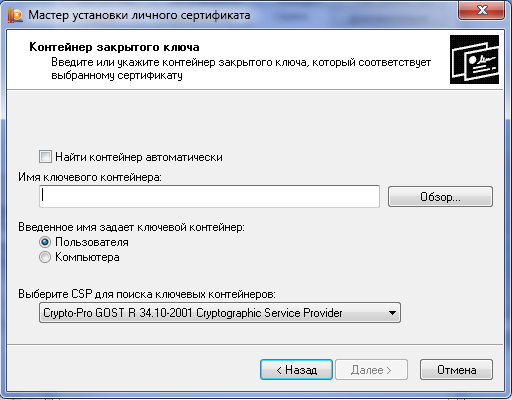 Мастер установки личного сертификата
Контейнер закрытого ключа
Введите или укажите контейнер закрытого ключа, который соответствует
выбранному сертификату
Найти контейнер автоматически
Имя ключевого контейнера:
Обзор...
Введенное имя задает ключевой контейнер:
Пользователя
Компьютера
Выберите CSP для поиска ключевых контейнеров:
Crypto-Pro GOST R 34.10-2001 Cryptographic Service Provider
< Назад
Далее >
Отмена